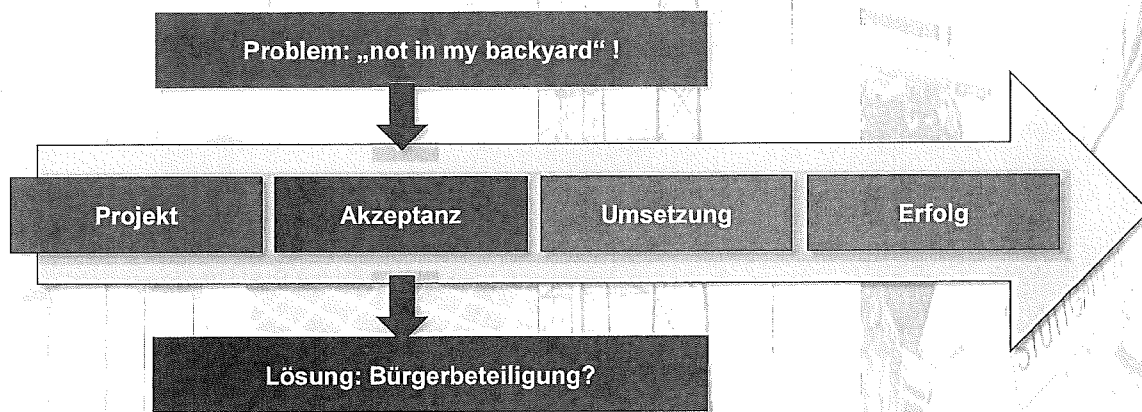 Problem: „not in my backyard“ !
Projekt
Akzeptanz
Umsetzung
Erfolg
Lösung: Bürgerbeteiligung?